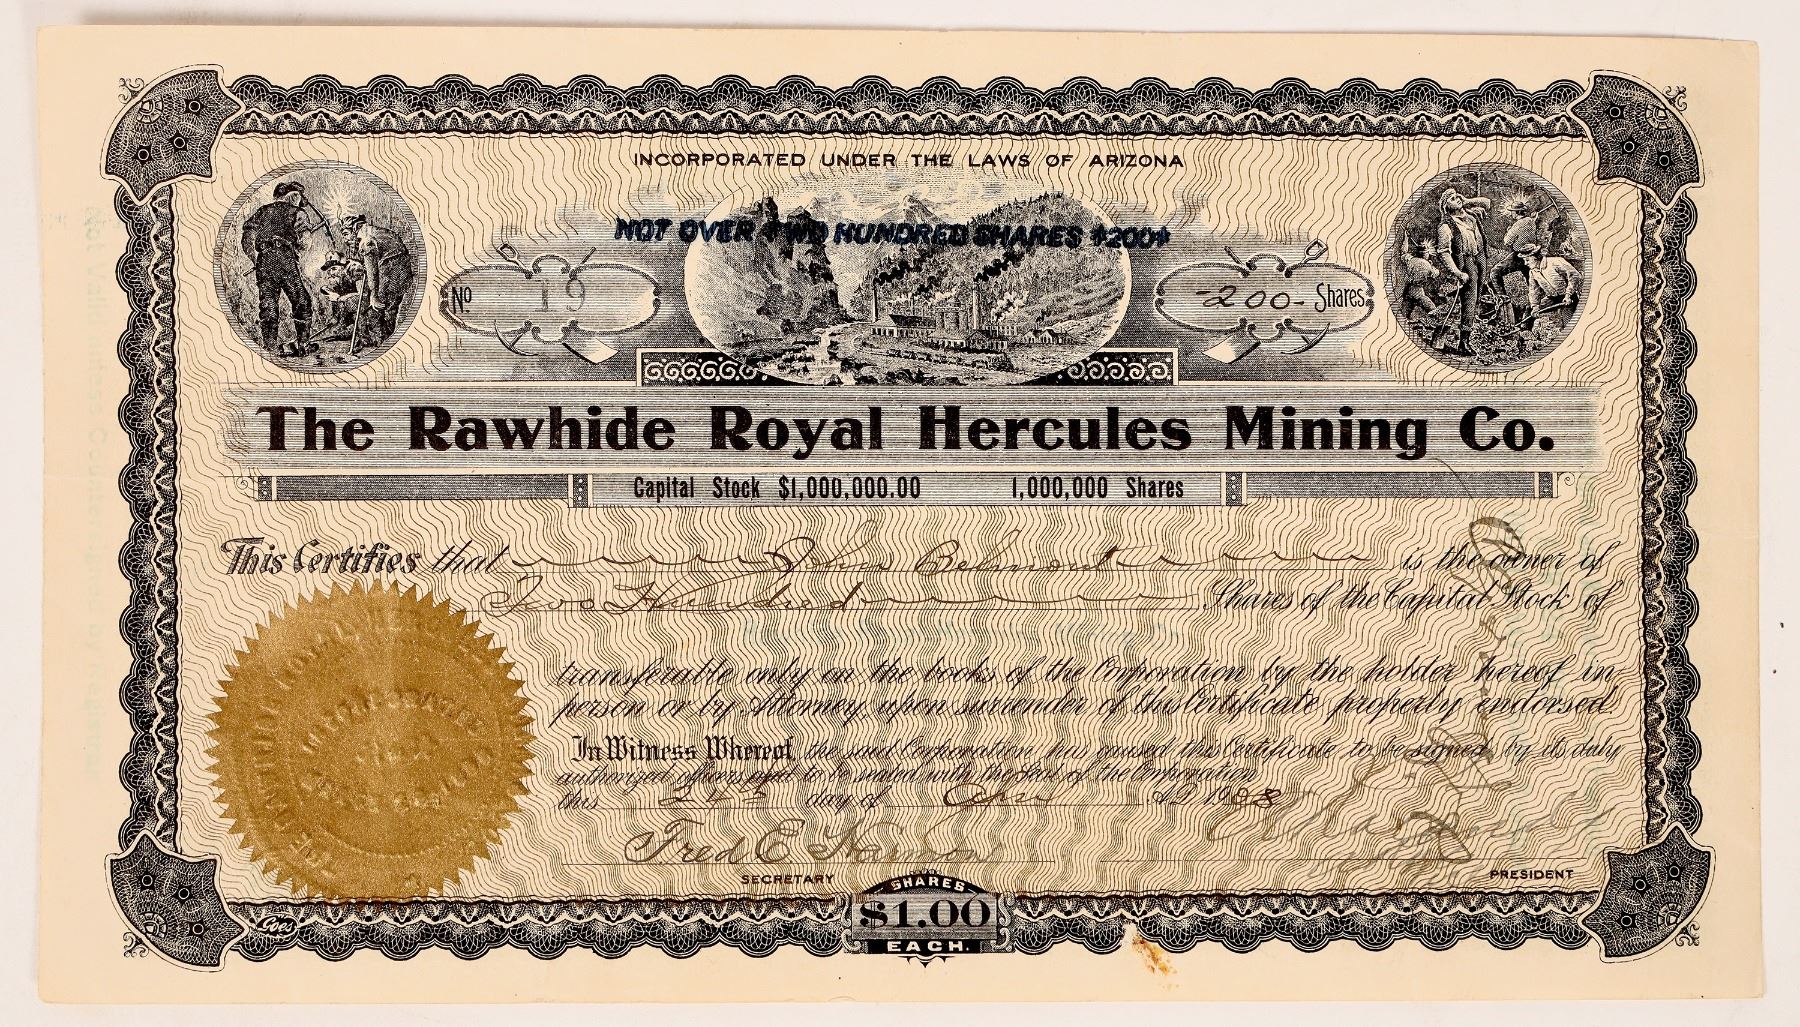 INCORPORATED UNDER THE LAWS OF ARIZONA
NOT OVER TWO HUNDRED SHARES $200$
No 19
-200- Shares
The Rawhide Royal Hercules Mining Co.
Capital Stock $1,000,000.00 1,000,000 Shares
This Certifies that John Belmont is the owner of
Two Hundred Shares of the Capital Stock of
transferable only on the books of the Corporation by the holder hereof in
person or by Attorney, upon surrender of this Certificate properly endorsed.
In Witness Whereof, the said Corporation has caused this Certificate to be signed by its duly
authorized officers and to be sealed with the Seal of the Corporation
this day of AD 1908
Fred E.
SECRETARY
PRESIDENT
SHARES
$1.00
EACH.
Goes